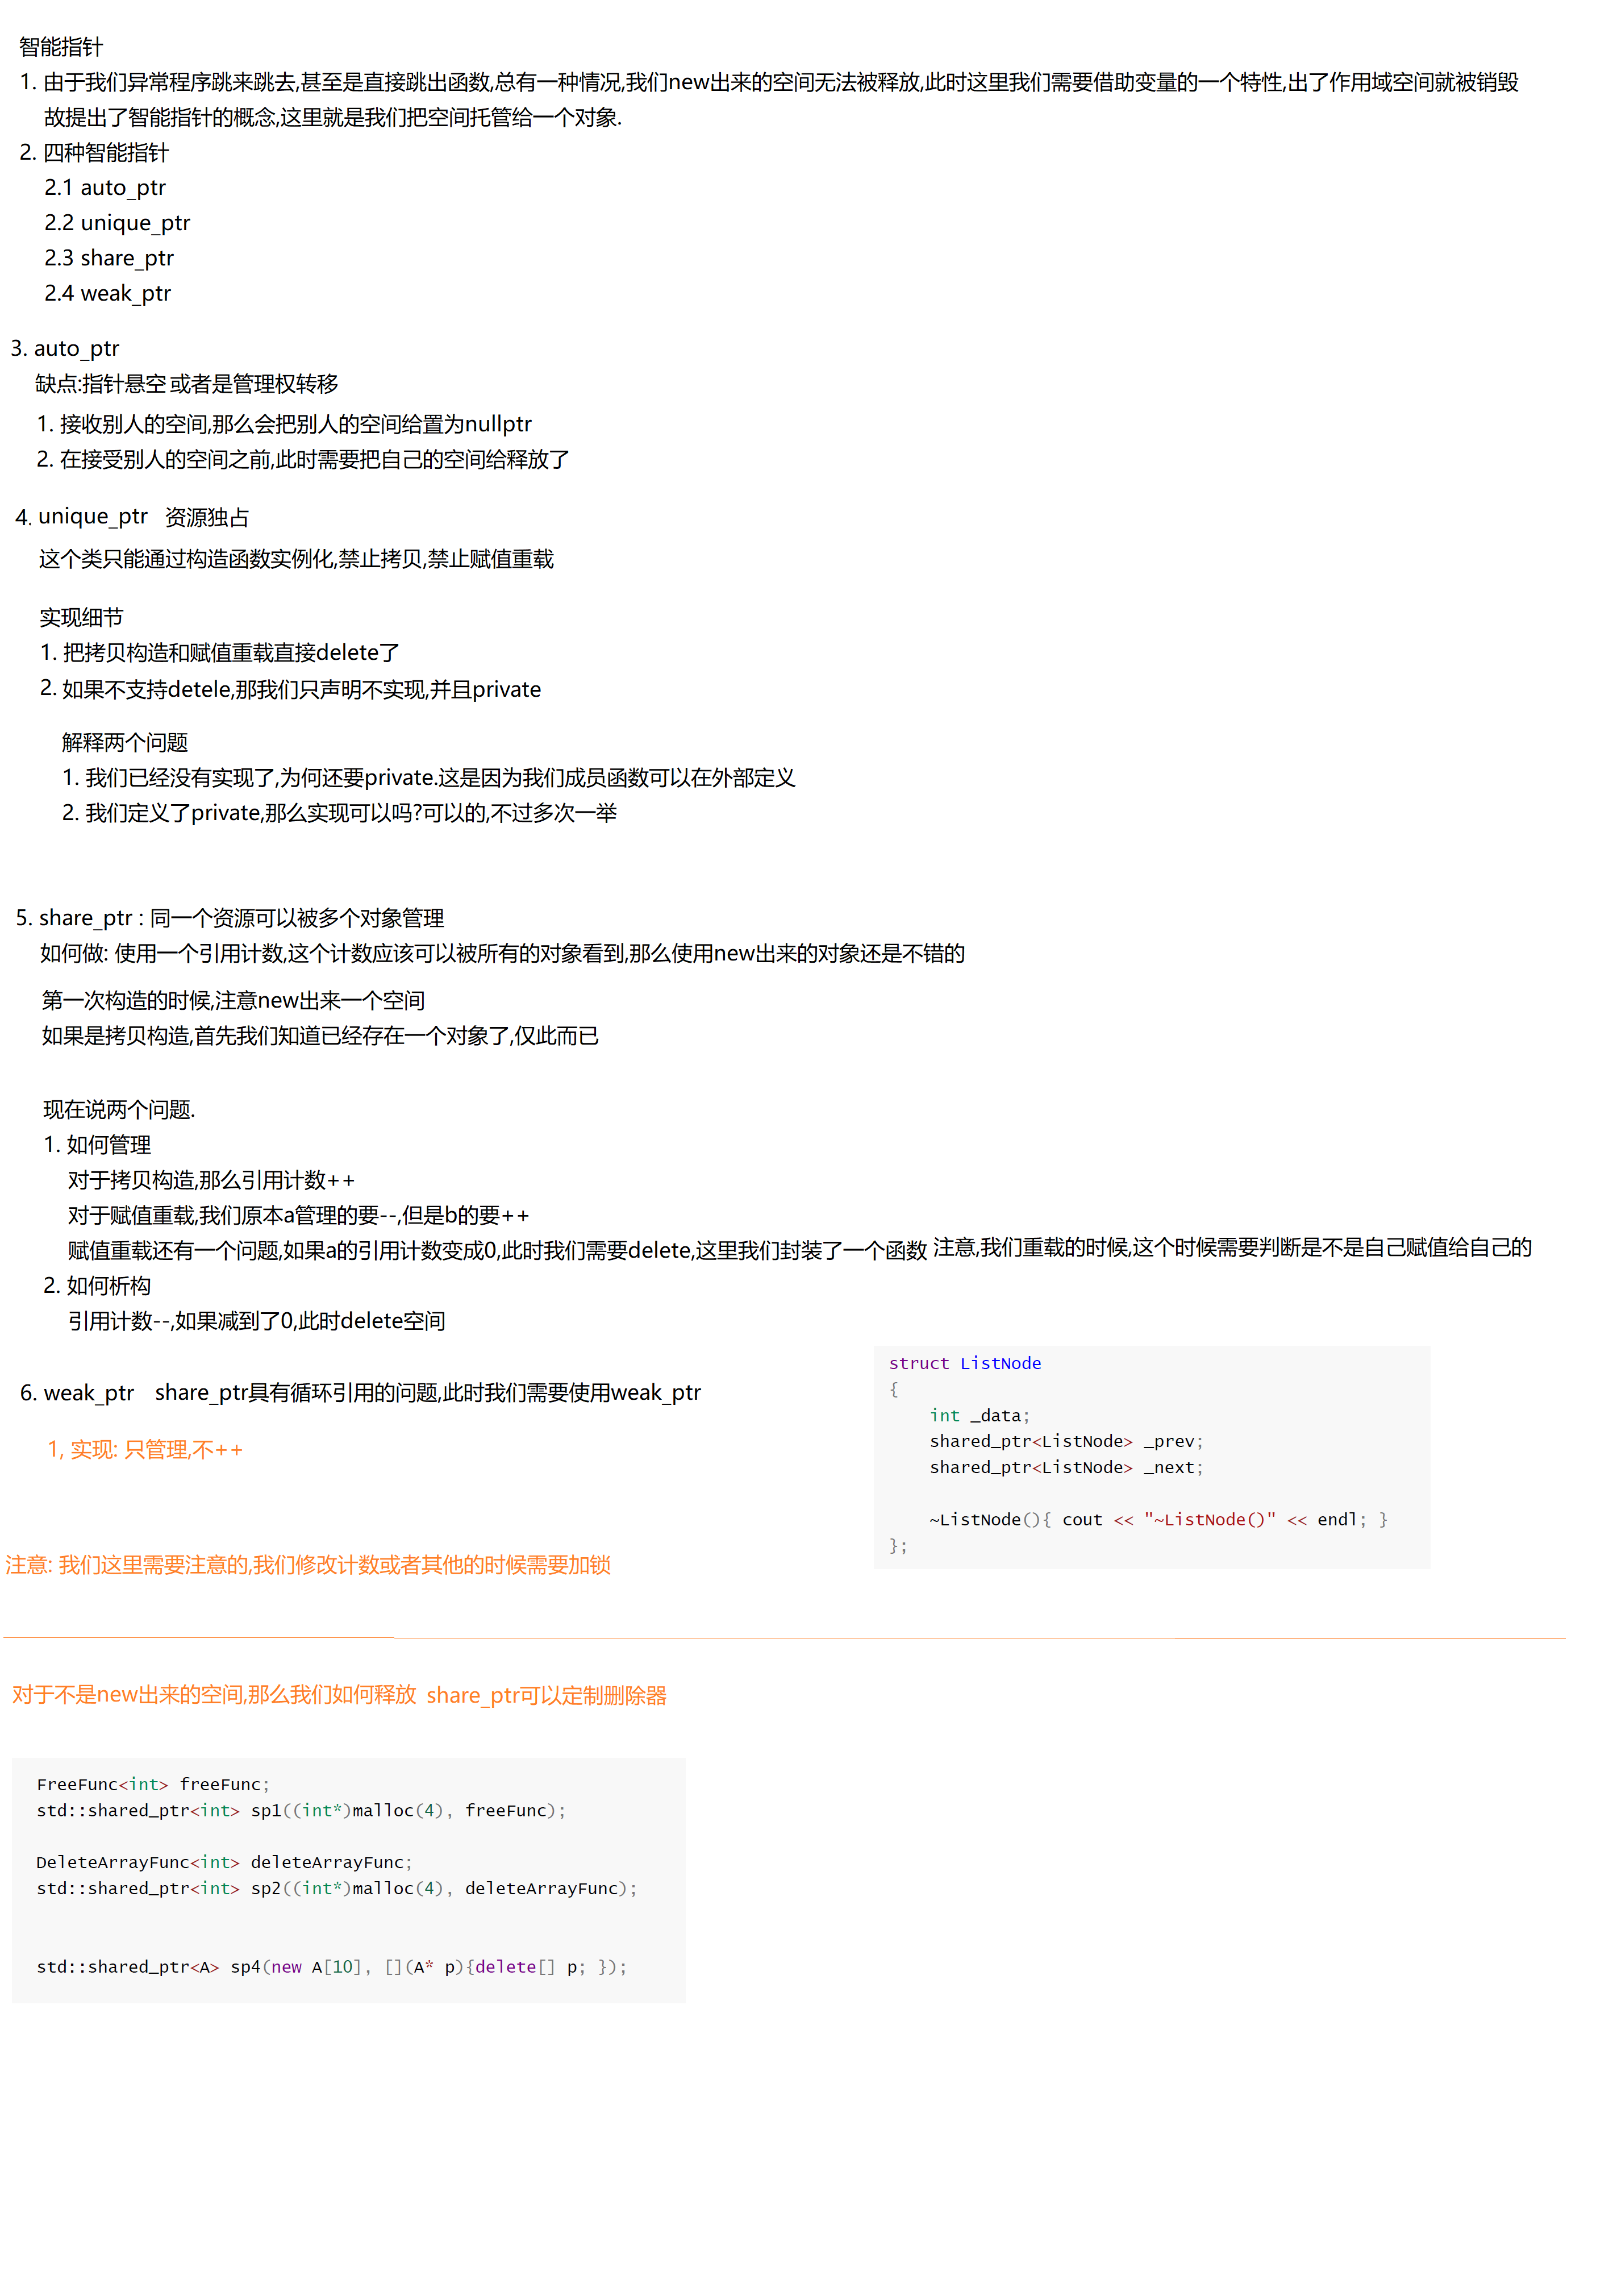 智能指针
1. 由于我们异常程序跳来跳去,甚至是直接跳出函数,总有一种情况,我们new出来的空间无法被释放,此时这里我们需要借助变量的一个特性,出了作用域空间就被销毁
故提出了智能指针的概念,这里就是我们把空间托管给一个对象.
2. 四种智能指针
2.1 auto_ptr
2.2 unique_ptr
2.3 share_ptr
2.4 weak_ptr
3. auto_ptr
缺点:指针悬空 或者是管理权转移
1. 接收别人的空间,那么会把别人的空间给置为nullptr
2. 在接受别人的空间之前,此时需要把自己的空间给释放了
4. unique_ptr 资源独占
这个类只能通过构造函数实例化,禁止拷贝,禁止赋值重载
实现细节
1. 把拷贝构造和赋值重载直接delete了
2. 如果不支持detele,那我们只声明不实现,并且private
解释两个问题
1. 我们已经没有实现了,为何还要private.这是因为我们成员函数可以在外部定义
2. 我们定义了private,那么实现可以吗?可以的,不过多次一举
5. share_ptr : 同一个资源可以被多个对象管理
如何做: 使用一个引用计数,这个计数应该可以被所有的对象看到,那么使用new出来的对象还是不错的
第一次构造的时候,注意new出来一个空间
如果是拷贝构造,首先我们知道已经存在一个对象了,仅此而已
现在说两个问题.
1. 如何管理
对于拷贝构造,那么引用计数++
对于赋值重载,我们原本a管理的要--,但是b的要++
赋值重载还有一个问题,如果a的引用计数变成0,此时我们需要delete,这里我们封装了一个函数 注意,我们重载的时候,这个时候需要判断是不是自己赋值给自己的
2. 如何析构
引用计数--,如果减到了0,此时delete空间
6. weak_ptr share_ptr具有循环引用的问题,此时我们需要使用weak_ptr
1, 实现: 只管理,不++
struct ListNode
{
int _data;
shared_ptr<ListNode> _prev;
shared_ptr<ListNode> _next;
~ListNode(){ cout << "~ListNode()" << endl; }
};
注意: 我们这里需要注意的,我们修改计数或者其他的时候需要加锁
对于不是new出来的空间,那么我们如何释放 share_ptr可以定制删除器
FreeFunc<int> freeFunc;
std::shared_ptr<int> sp1((int*)malloc(4), freeFunc);
DeleteArrayFunc<int> deleteArrayFunc;
std::shared_ptr<int> sp2((int*)malloc(4), deleteArrayFunc);
std::shared_ptr<A> sp4(new A[10], [](A* p){delete[] p; });